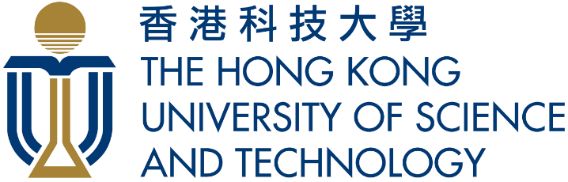 香港科技大學
THE HONG KONG
UNIVERSITY OF SCIENCE
AND TECHNOLOGY